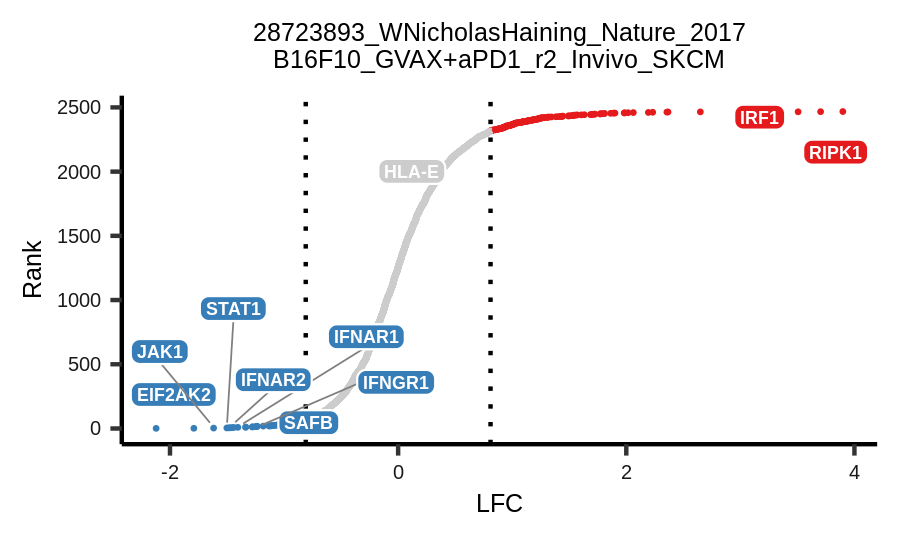 28723893_WNicholasHaining_Nature_2017
B16F10_GVAX+aPD1_r2_Invivo_SKCM
2500
IRF1
RIPK1
HLA-E
2000
1500
Rank
1000
STAT1
IFNAR1
JAK1
500
IFNAR2
IFNGR1
EIF2AK2
SAFB
0
-2
0
2
4
LFC